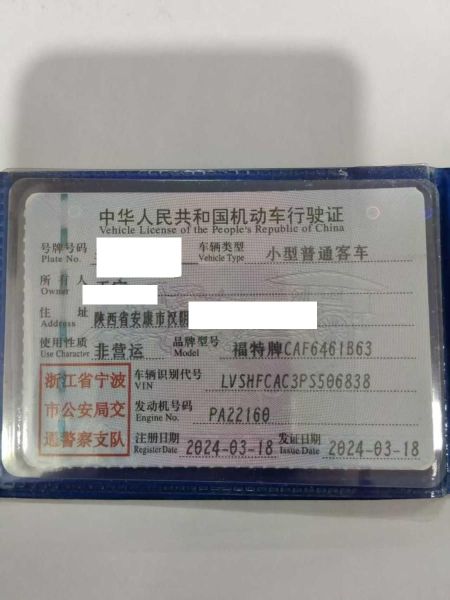 中华人民共和国机动车行驶证
Vehicle License of the People's Republic of China
号牌号码 车辆类型 小型普通客车
Plate No. Vehicle Type
所有人
Owner
住址 陕西省安康市汉阴
Address
使用性质 非营运 品牌型号 福特牌CAF6461B63
Use Character Model
浙江省宁波
市公安局交
通警察支队
车辆识别代号 LVSHFCAC3PS506838
VIN
发动机号码 PA22160
Engine No.
注册日期 2024-03-18 发证日期 2024-03-18
Register Date Issue Date